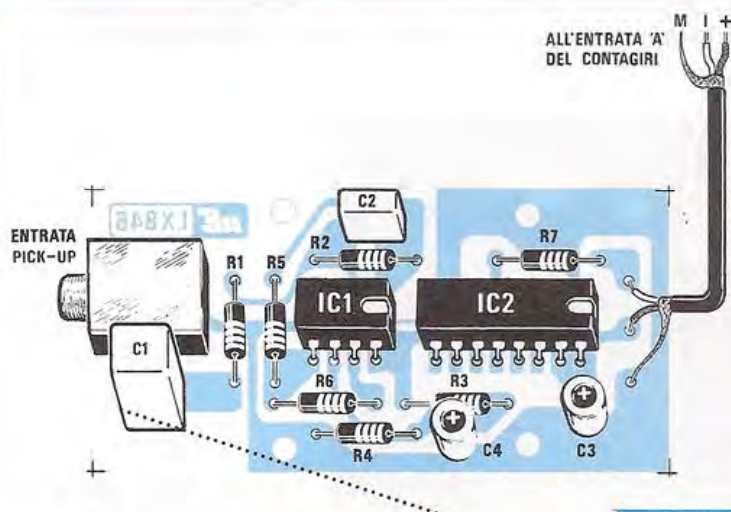 ALL'ENTRATA 'A'
DEL CONTAGIRI
M I +
ENTRATA
PICK-UP
LX846
C2
R2
R7
R1
R5
IC1
IC2
C1
R6
R3
R4
C4
C3